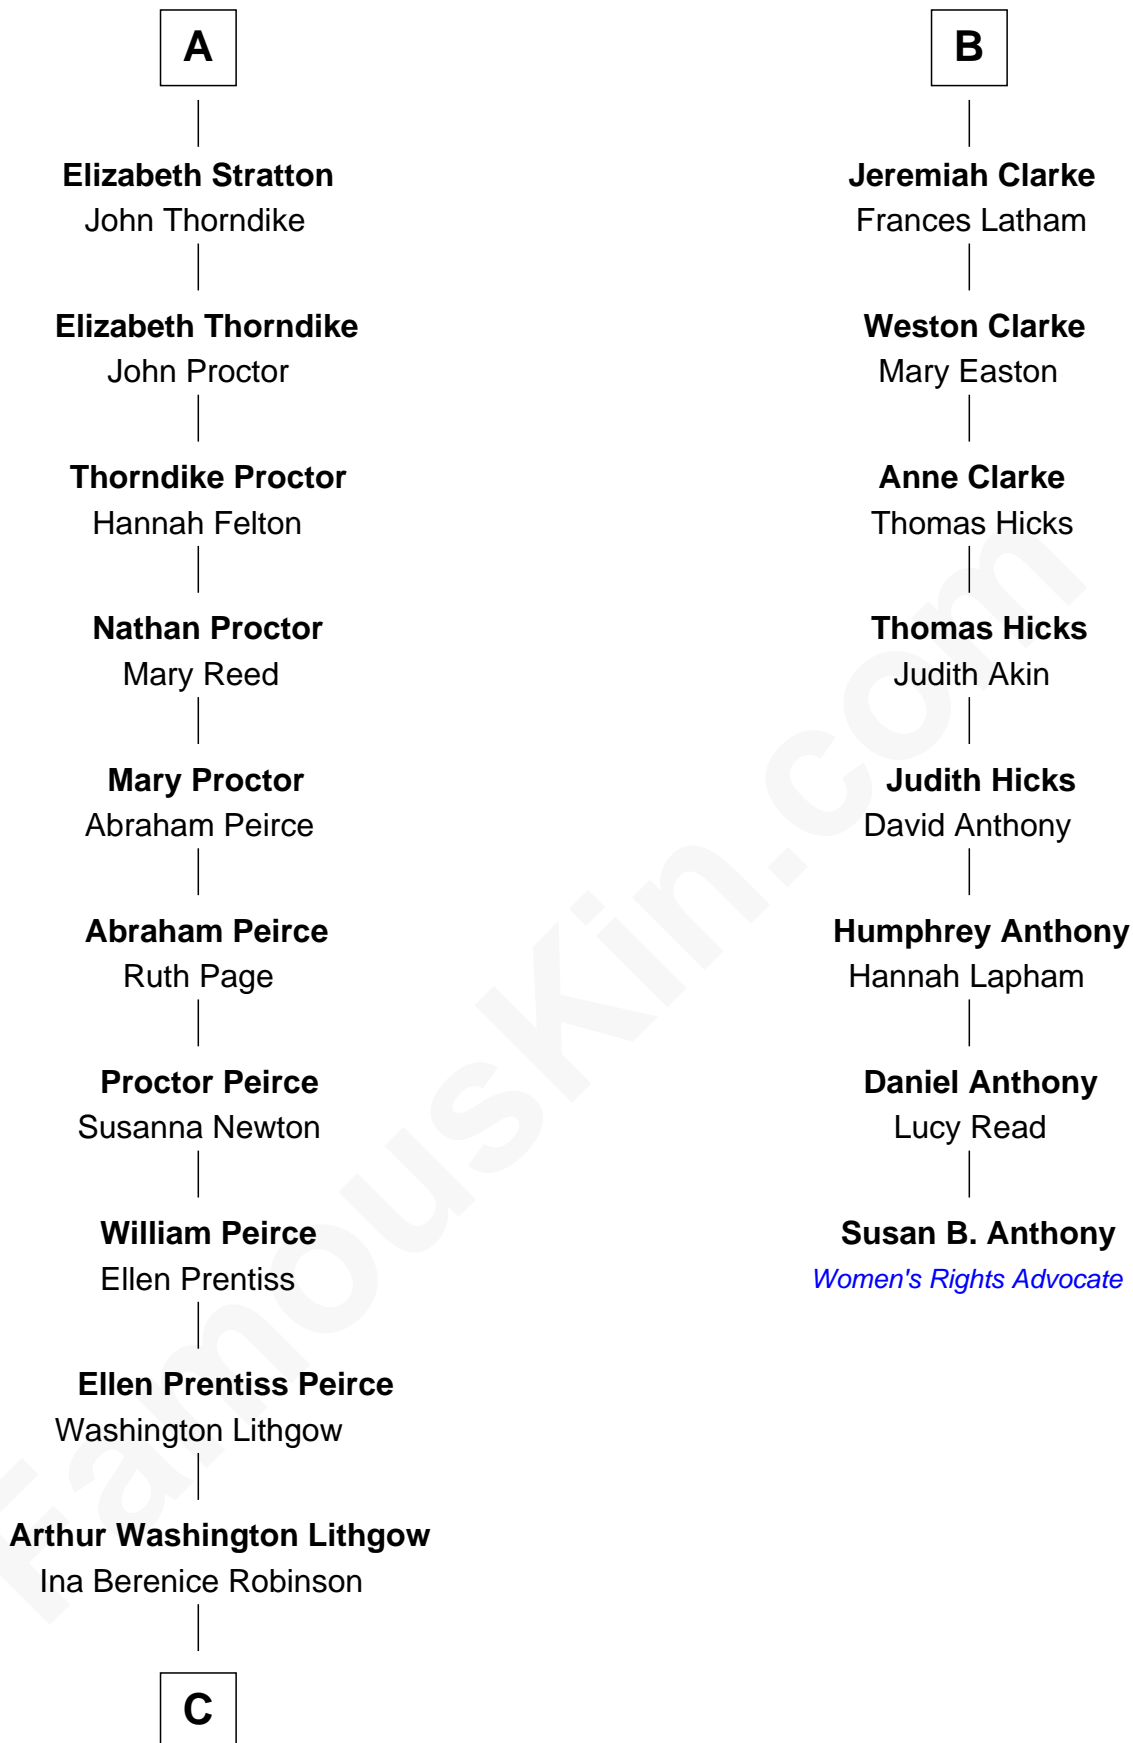 A
Elizabeth Stratton
John Thorndike
Elizabeth Thorndike
John Proctor
Thorndike Proctor
Hannah Felton
Nathan Proctor
Mary Reed
Mary Proctor
Abraham Peirce
Abraham Peirce
Ruth Page
Proctor Peirce
Susanna Newton
William Peirce
Ellen Prentiss
Ellen Prentiss Peirce
Washington Lithgow
Arthur Washington Lithgow
Ina Berenice Robinson
C
B
Jeremiah Clarke
Frances Latham
Weston Clarke
Mary Easton
Anne Clarke
Thomas Hicks
Thomas Hicks
Judith Akin
Judith Hicks
David Anthony
Humphrey Anthony
Hannah Lapham
Daniel Anthony
Lucy Read
Susan B. Anthony
Women's Rights Advocate
FamousKin.com